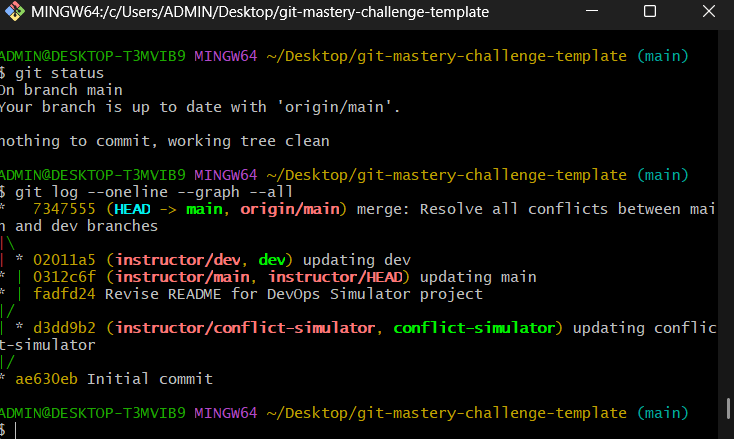 MINGW64:/c/Users/ADMIN/Desktop/git-mastery-challenge-template
ADMIN@DESKTOP-T3MVIB9 MINGW64 ~/Desktop/git-mastery-challenge-template (main)
$ git status
On branch main
Your branch is up to date with 'origin/main'.
nothing to commit, working tree clean
ADMIN@DESKTOP-T3MVIB9 MINGW64 ~/Desktop/git-mastery-challenge-template (main)
$ git log --oneline --graph --all
*   7347555 (HEAD -> main, origin/main) merge: Resolve all conflicts between mai
n and dev branches
|\
| * 02011a5 (instructor/dev, dev) updating dev
* | 0312c6f (instructor/main, instructor/HEAD) updating main
* | fadfd24 Revise README for DevOps Simulator project
|/
| * d3dd9b2 (instructor/conflict-simulator, conflict-simulator) updating conflic
t-simulator
|/
* ae630eb Initial commit
ADMIN@DESKTOP-T3MVIB9 MINGW64 ~/Desktop/git-mastery-challenge-template (main)
$